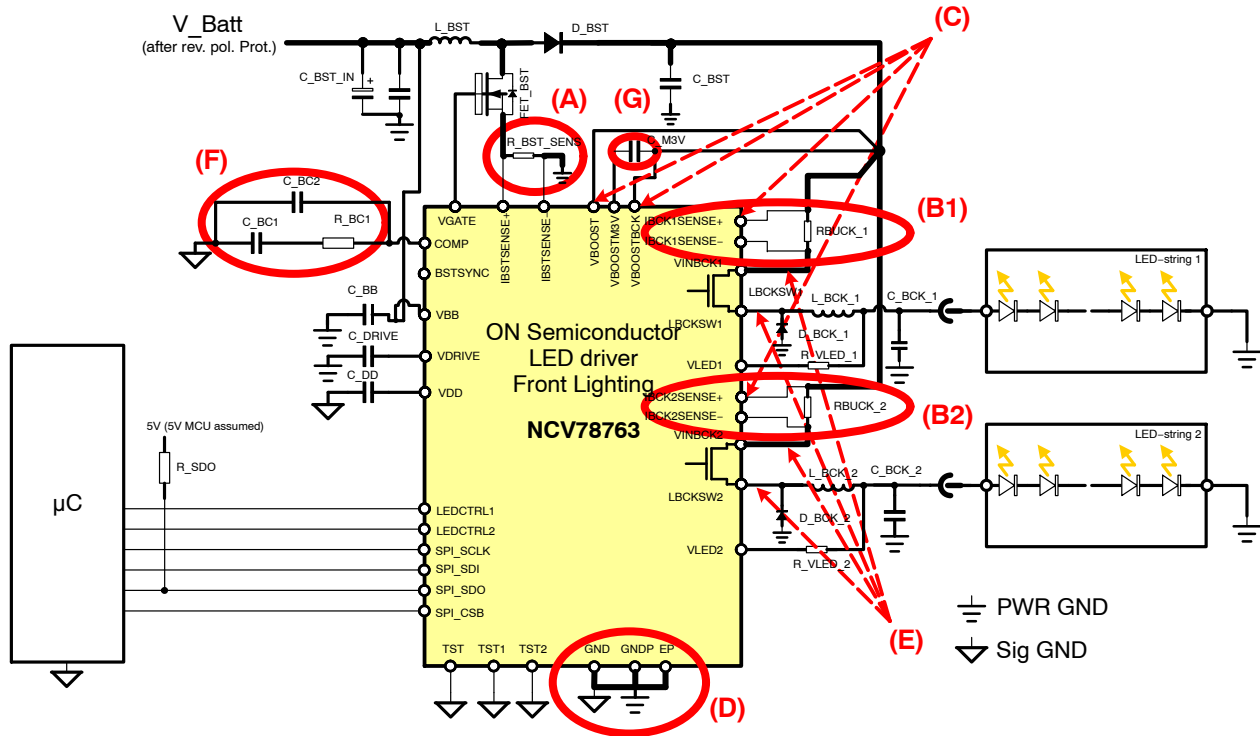 V_Batt
(after rev. pol. Prot.)
L_BST
D_BST
(C)
C_BST_IN
+
FET_BST
C_BST
(A)
(G)
R_BST_SENS
C_M3V
(F)
C_BC2
C_BC1
R_BC1
(B1)
VGATE
IBSTSENSE+
IBSTSENSE-
VBOOST
VBOOSTM3V
VBOOSTBCK
IBCK1SENSE+
IBCK1SENSE-
RBUCK_1
COMP
BSTSYNC
VINBCK1
LED-string 1
C_BB
VBB
LBCKSW1
LBCKSW1
L_BCK_1
C_BCK_1
ON Semiconductor
LED driver
Front Lighting
NCV78763
D_BCK_1
C_DRIVE
VDRIVE
VLED1
R_VLED_1
C_DD
VDD
IBCK2SENSE+
IBCK2SENSE-
RBUCK_2
(B2)
5V (5V MCU assumed)
R_SDO
VINBCK2
LED-string 2
L_BCK_2
C_BCK_2
LBCKSW2
µC
D_BCK_2
LEDCTRL1
LEDCTRL2
SPI_SCLK
SPI_SDI
SPI_SDO
SPI_CSB
VLED2
R_VLED_2
(E)
PWR GND
Sig GND
TST
TST1
TST2
GND
GNDP
EP
(D)